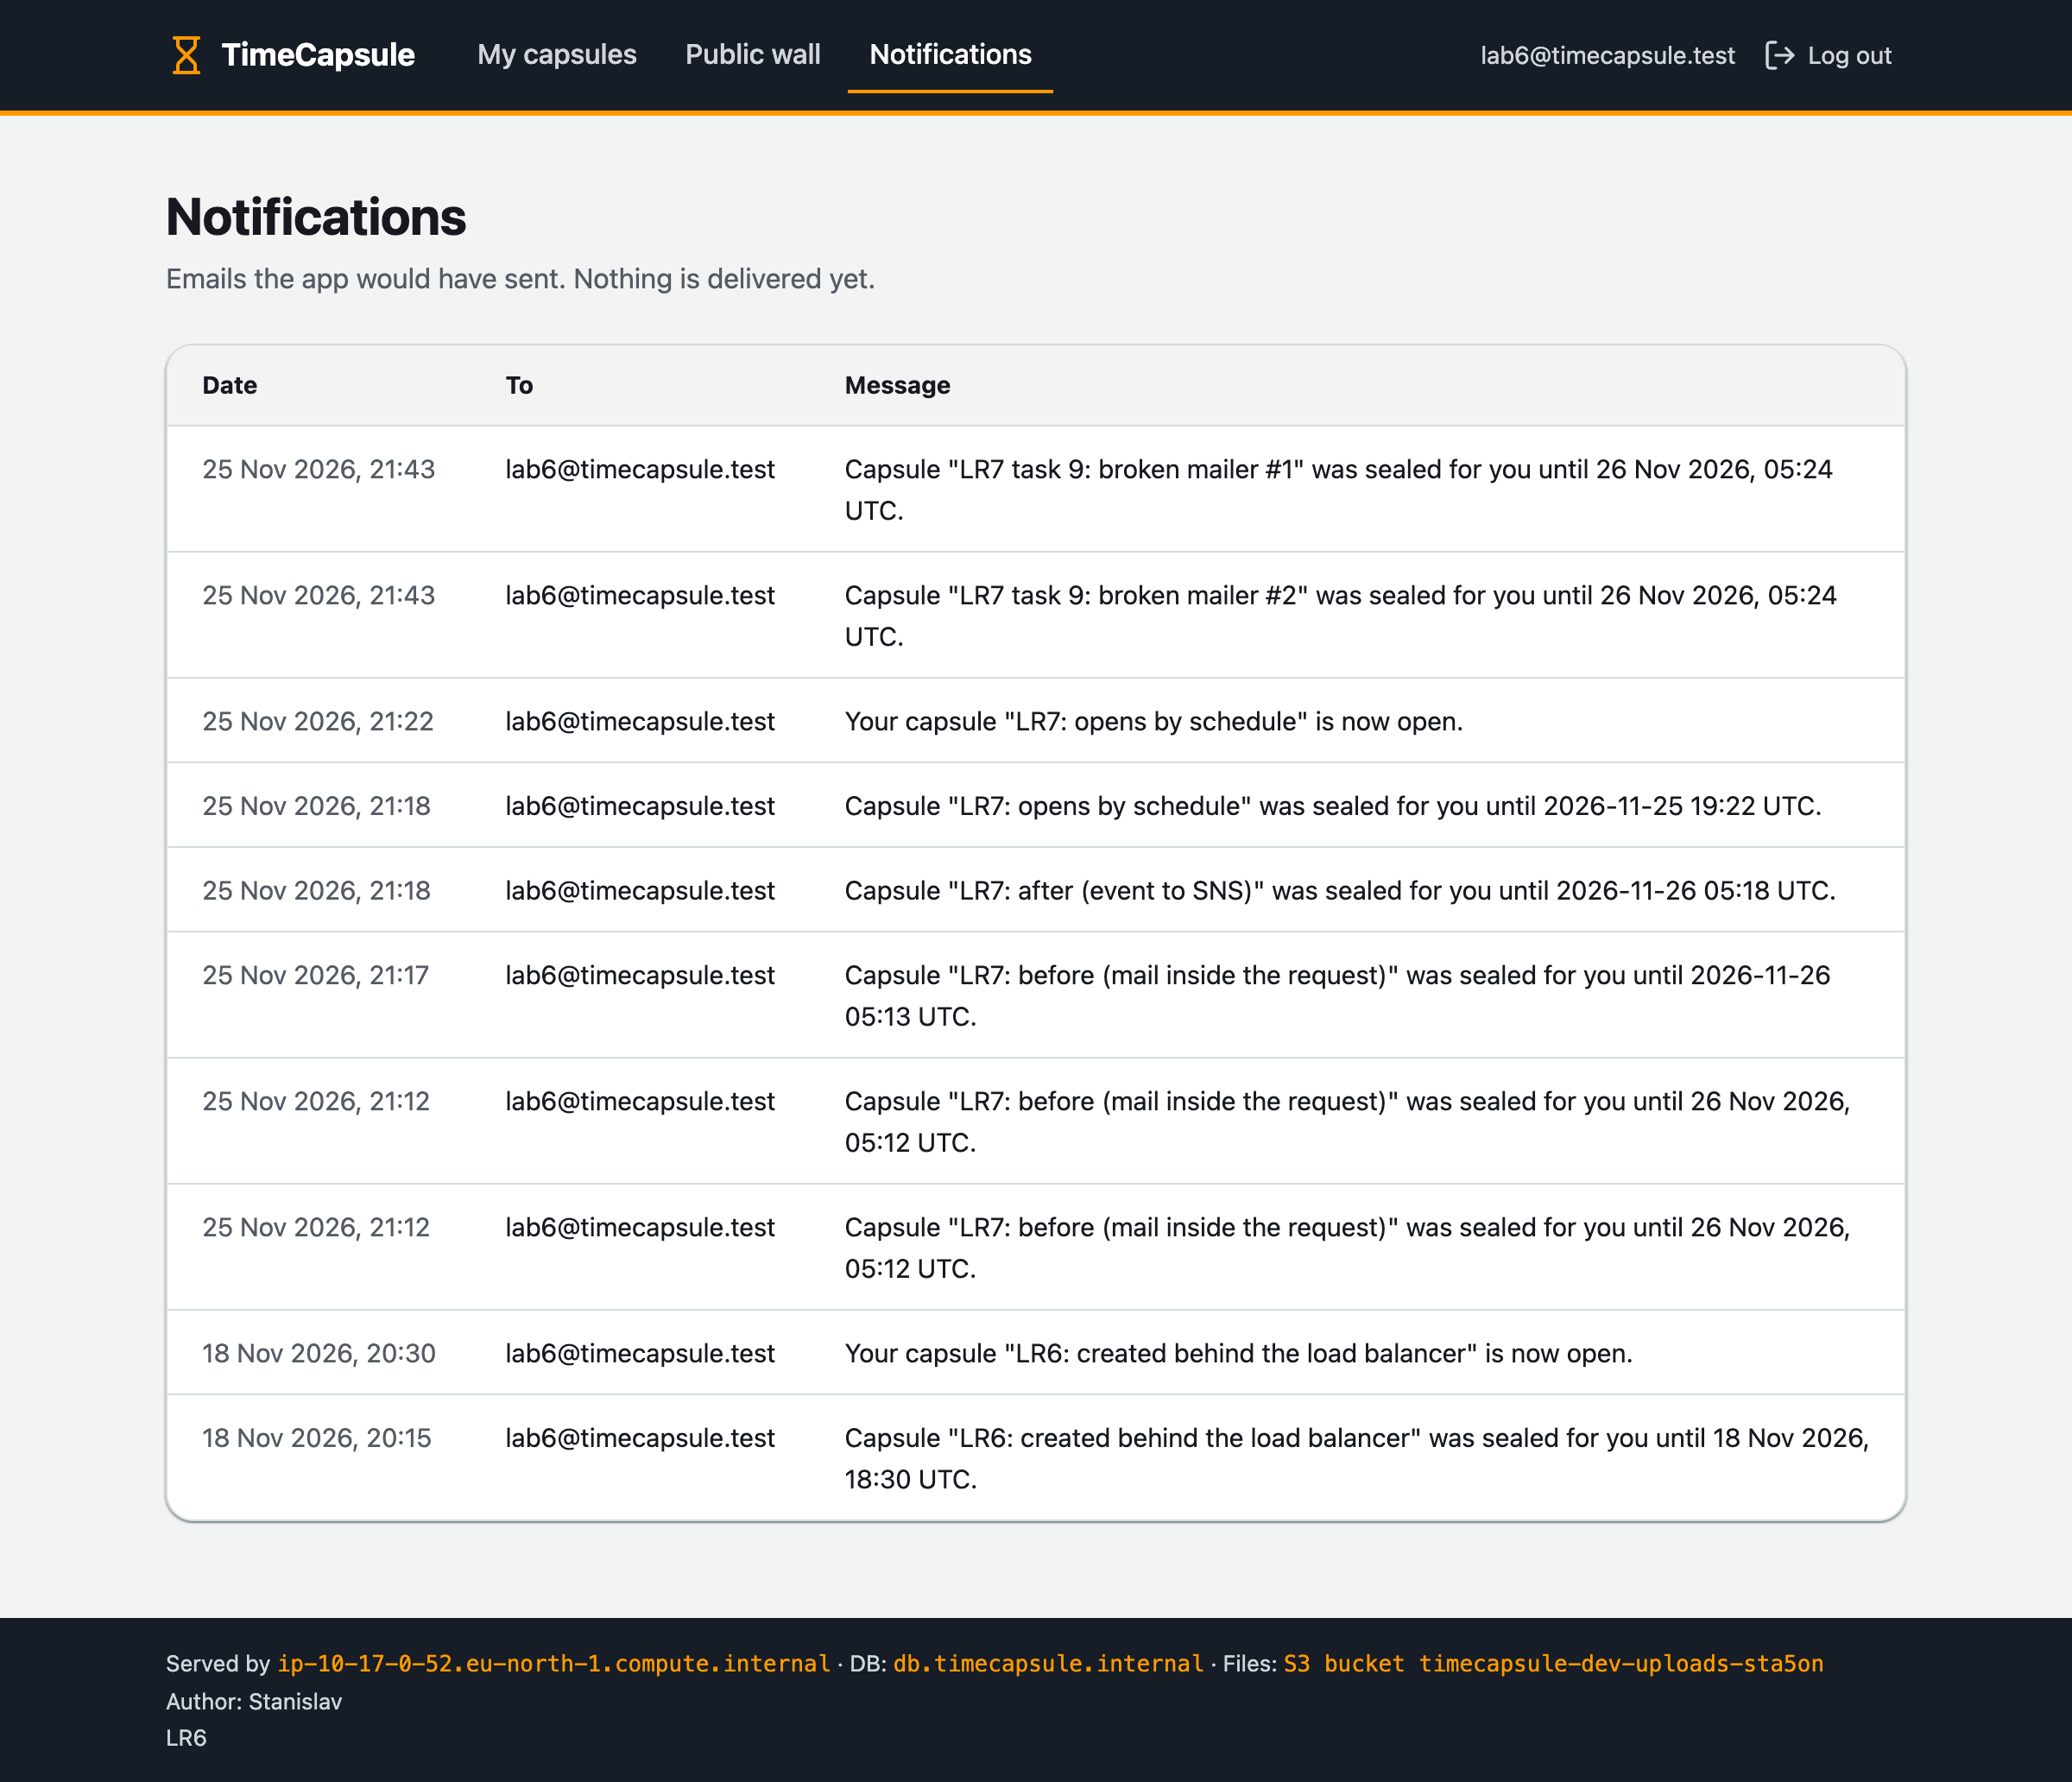 TimeCapsule My capsules Public wall Notifications lab6@timecapsule.test Log out
Notifications
Emails the app would have sent. Nothing is delivered yet.
Date To Message
25 Nov 2026, 21:43 lab6@timecapsule.test Capsule "LR7 task 9: broken mailer #1" was sealed for you until 26 Nov 2026, 05:24
UTC.
25 Nov 2026, 21:43 lab6@timecapsule.test Capsule "LR7 task 9: broken mailer #2" was sealed for you until 26 Nov 2026, 05:24
UTC.
25 Nov 2026, 21:22 lab6@timecapsule.test Your capsule "LR7: opens by schedule" is now open.
25 Nov 2026, 21:18 lab6@timecapsule.test Capsule "LR7: opens by schedule" was sealed for you until 2026-11-25 19:22 UTC.
25 Nov 2026, 21:18 lab6@timecapsule.test Capsule "LR7: after (event to SNS)" was sealed for you until 2026-11-26 05:18 UTC.
25 Nov 2026, 21:17 lab6@timecapsule.test Capsule "LR7: before (mail inside the request)" was sealed for you until 2026-11-26
05:13 UTC.
25 Nov 2026, 21:12 lab6@timecapsule.test Capsule "LR7: before (mail inside the request)" was sealed for you until 26 Nov 2026,
05:12 UTC.
25 Nov 2026, 21:12 lab6@timecapsule.test Capsule "LR7: before (mail inside the request)" was sealed for you until 26 Nov 2026,
05:12 UTC.
18 Nov 2026, 20:30 lab6@timecapsule.test Your capsule "LR6: created behind the load balancer" is now open.
18 Nov 2026, 20:15 lab6@timecapsule.test Capsule "LR6: created behind the load balancer" was sealed for you until 18 Nov 2026,
18:30 UTC.
Served by ip-10-17-0-52.eu-north-1.compute.internal · DB: db.timecapsule.internal · Files: S3 bucket timecapsule-dev-uploads-sta5on
Author: Stanislav
LR6